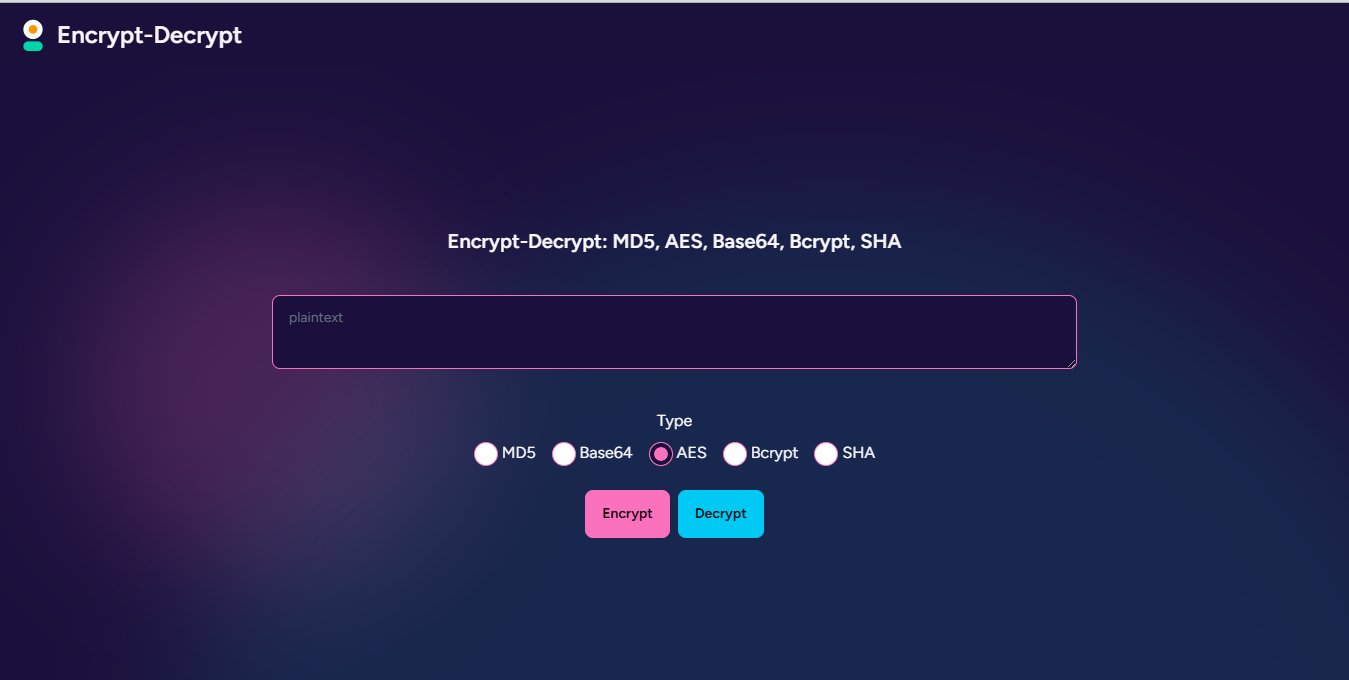 Encrypt-Decrypt
Encrypt-Decrypt: MD5, AES, Base64, Bcrypt, SHA
plaintext
Type
MD5 Base64 AES Bcrypt SHA
Encrypt Decrypt